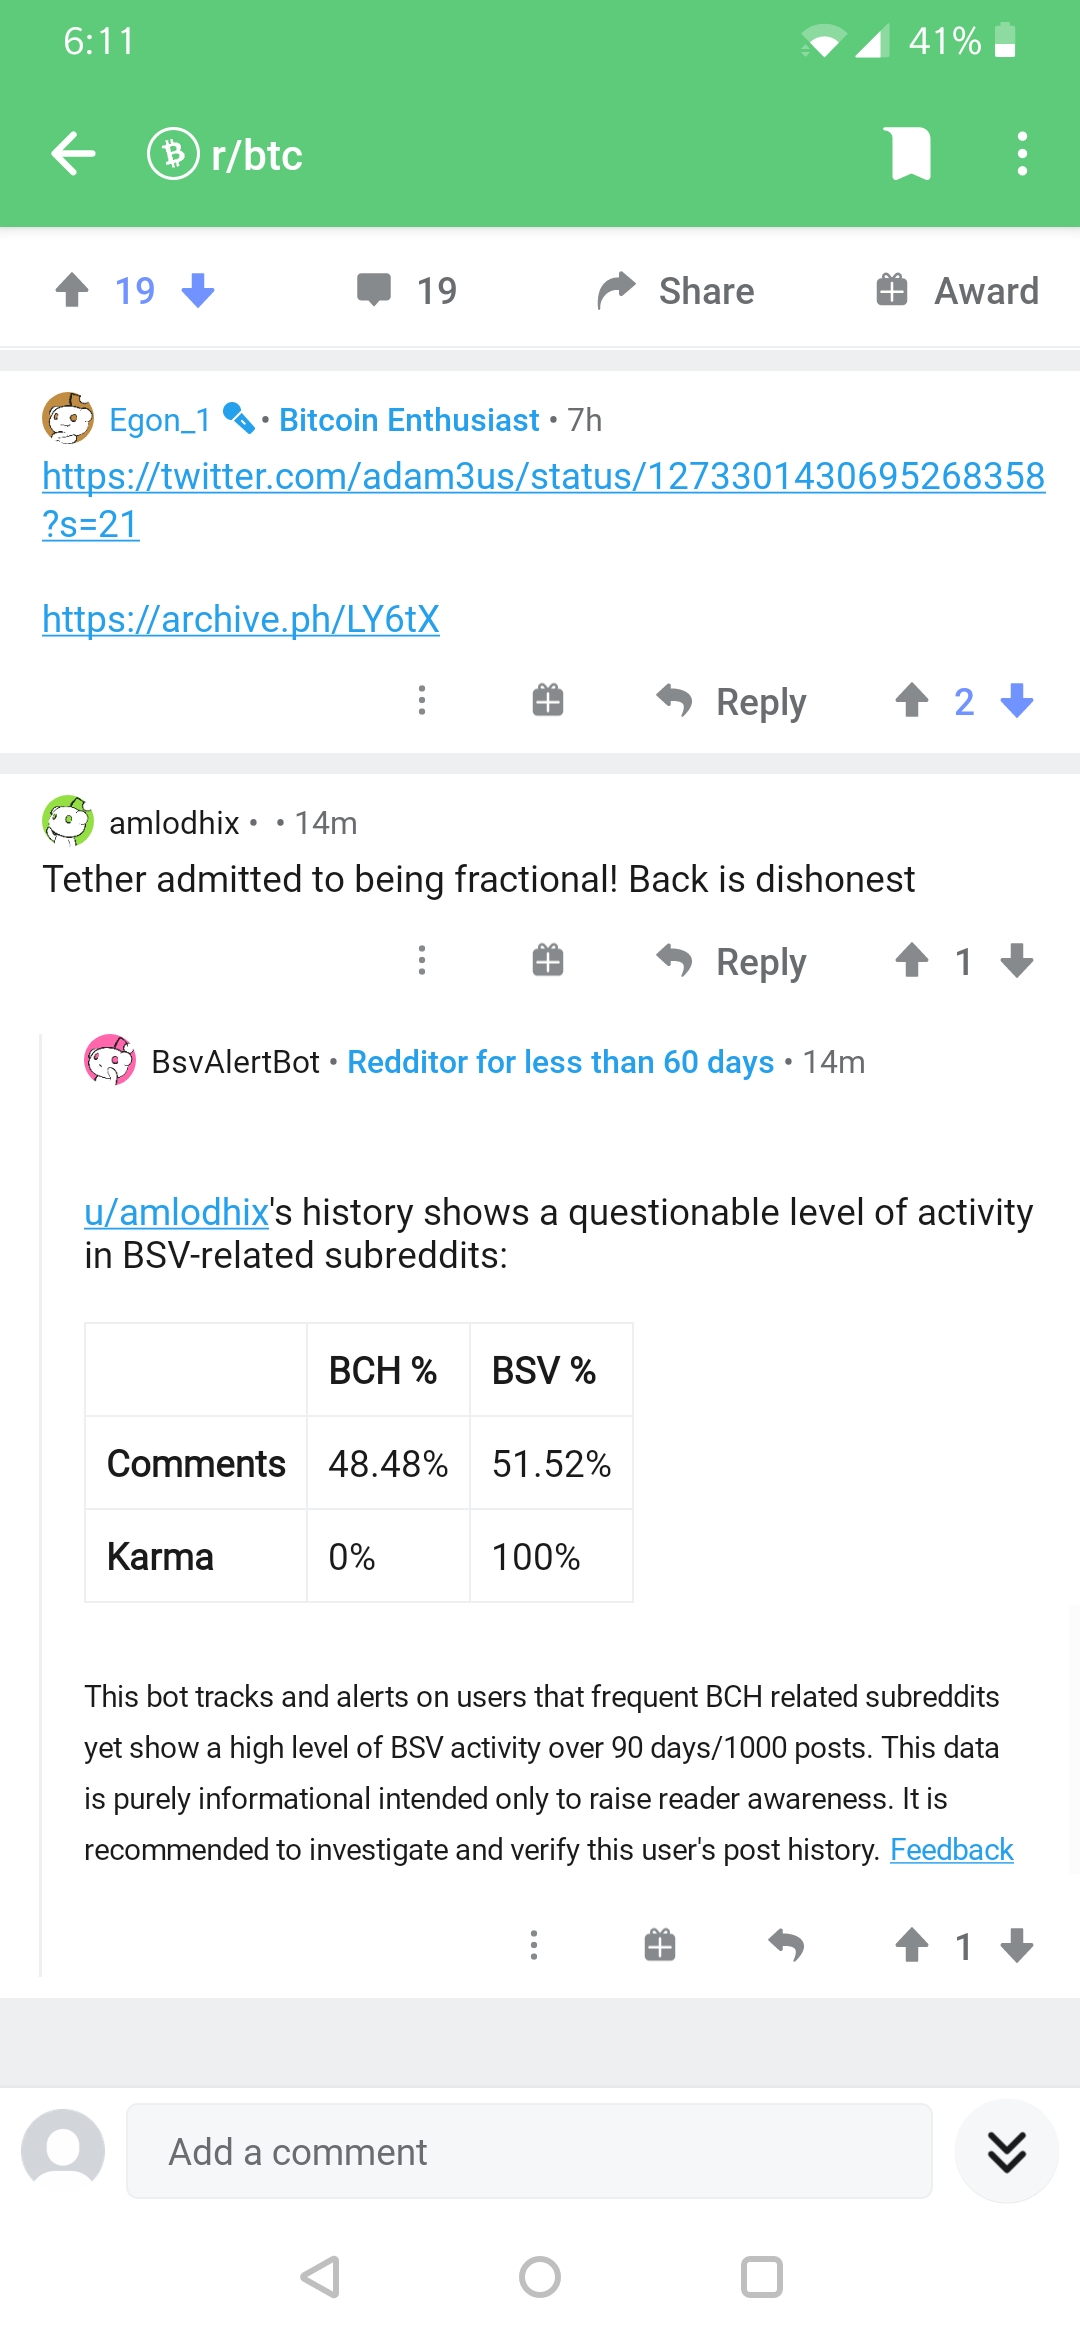 6:11 41%
r/btc
19 19 Share Award
Egon_1 • Bitcoin Enthusiast • 7h
https://twitter.com/adam3us/status/1273301430695268358
?s=21
https://archive.ph/LY6tX
Reply 2
amlodhix • • 14m
Tether admitted to being fractional! Back is dishonest
Reply 1
BsvAlertBot • Redditor for less than 60 days • 14m
u/amlodhix's history shows a questionable level of activity
in BSV-related subreddits:
BCH % BSV %
Comments 48.48% 51.52%
Karma 0% 100%
This bot tracks and alerts on users that frequent BCH related subreddits
yet show a high level of BSV activity over 90 days/1000 posts. This data
is purely informational intended only to raise reader awareness. It is
recommended to investigate and verify this user's post history. Feedback
1
Add a comment